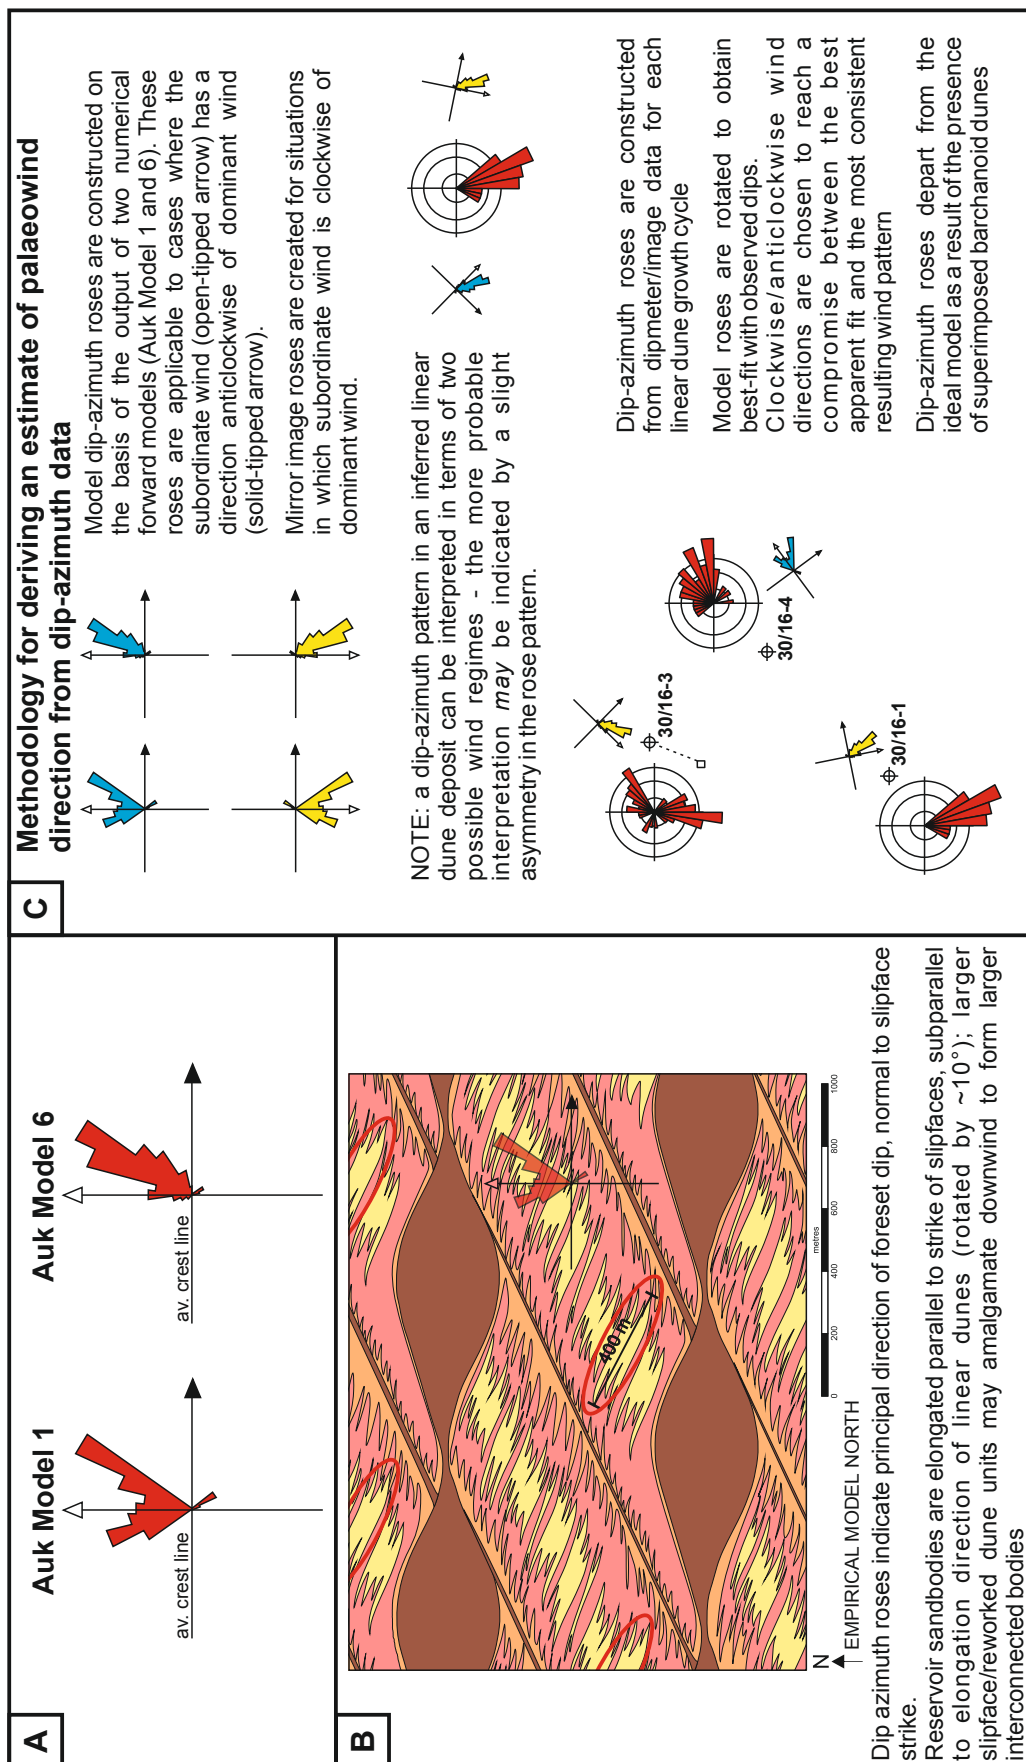 A
Auk Model 1
Auk Model 6
av. crest line
av. crest line
B
400 m
N
EMPIRICAL MODEL NORTH
0 200 400 600 800 1000
metres
Dip azimuth roses indicate principal direction of foreset dip, normal to slipface
strike.
Reservoir sandbodies are elongated parallel to strike of slipfaces, subparallel
to elongation direction of linear dunes (rotated by ~10°); larger
slipface/reworked dune units may amalgamate downwind to form larger
interconnected bodies
C
Methodology for deriving an estimate of palaeowind
direction from dip-azimuth data
Model dip-azimuth roses are constructed on
the basis of the output of two numerical
forward models (Auk Model 1 and 6). These
roses are applicable to cases where the
subordinate wind (open-tipped arrow) has a
direction anticlockwise of dominant wind
(solid-tipped arrow).
Mirror image roses are created for situations
in which subordinate wind is clockwise of
dominant wind.
NOTE: a dip-azimuth pattern in an inferred linear
dune deposit can be interpreted in terms of two
possible wind regimes - the more probable
interpretation may be indicated by a slight
asymmetry in the rose pattern.
30/16-3
30/16-4
30/16-1
Dip-azimuth roses are constructed
from dipmeter/image data for each
linear dune growth cycle
Model roses are rotated to obtain
best-fit with observed dips.
Clockwise/anticlockwise wind
directions are chosen to reach a
compromise between the best
apparent fit and the most consistent
resulting wind pattern
Dip-azimuth roses depart from the
ideal model as a result of the presence
of superimposed barchanoid dunes